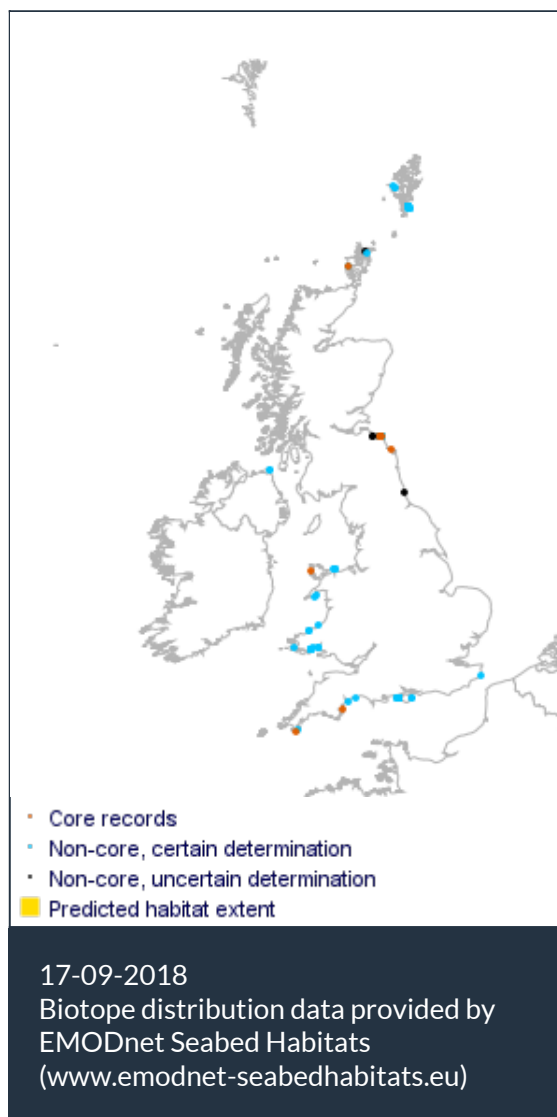 Core records
Non-core, certain determination
Non-core, uncertain determination
Predicted habitat extent
17-09-2018
Biotope distribution data provided by
EMODnet Seabed Habitats
(www.emodnet-seabedhabitats.eu)